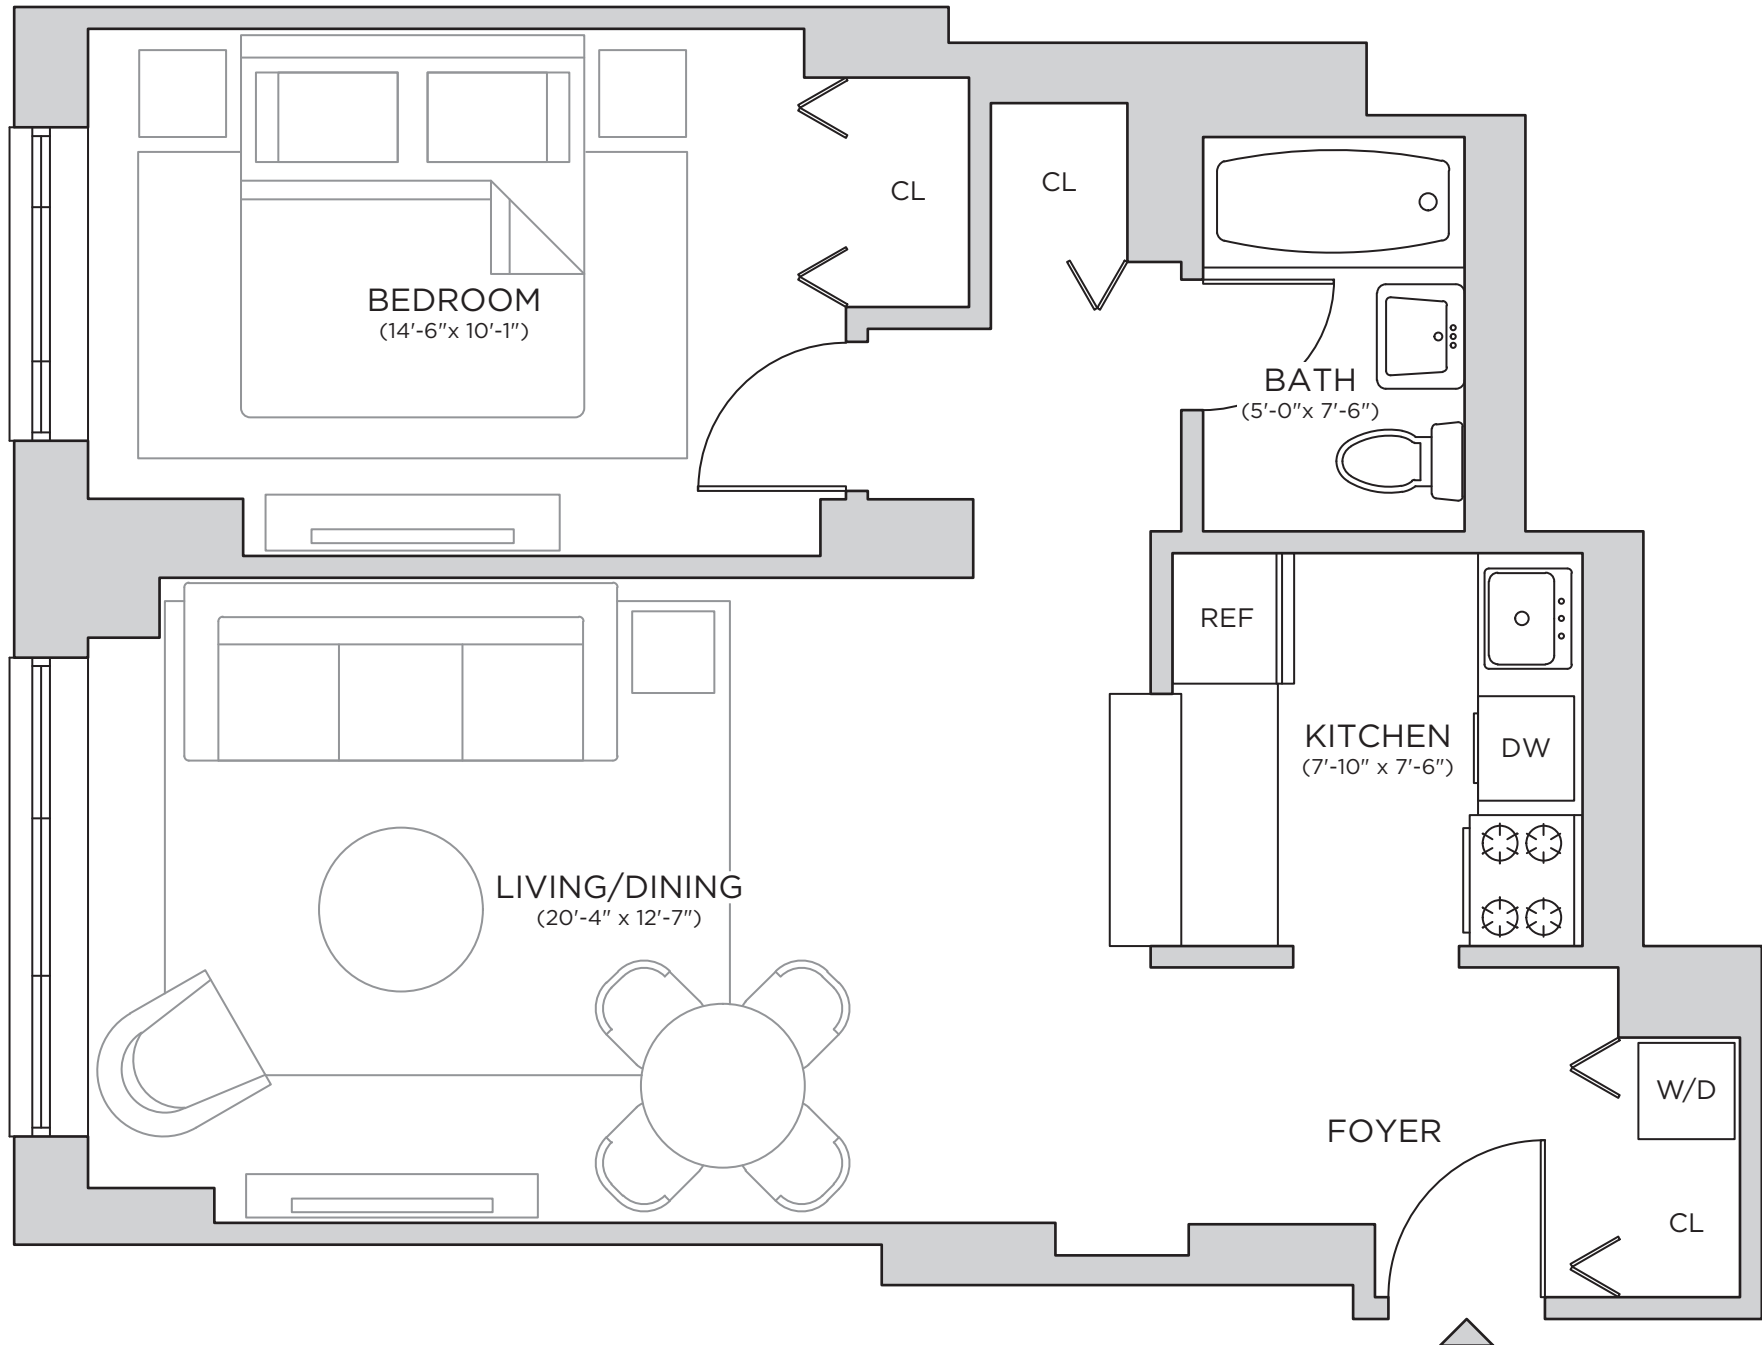 CL
CL
BEDROOM
(14'-6"x 10'-1")
BATH
(5'-0"x 7'-6")
REF
KITCHEN
(7'-10" x 7'-6")
DW
LIVING/DINING
(20'-4" x 12'-7")
W/D
FOYER
CL